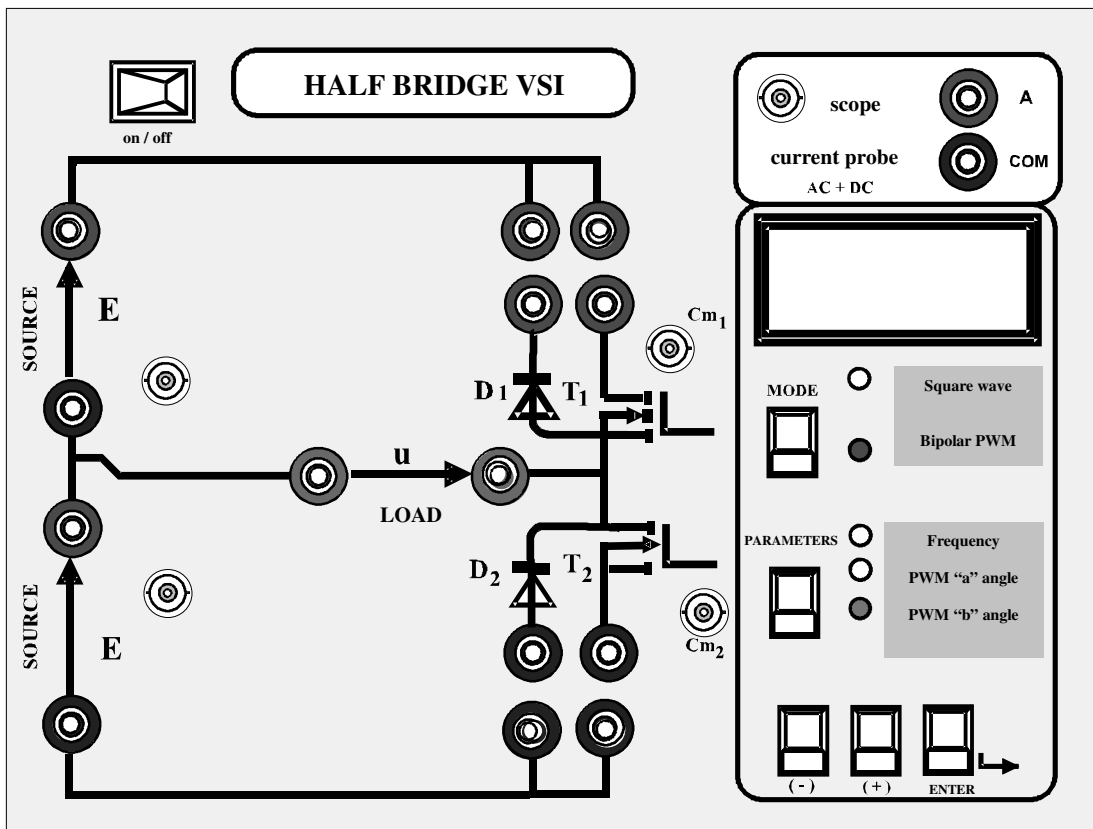 HALF BRIDGE VSI
on / off
scope
A
current probe
COM
AC + DC
SOURCE
E
Cm1
D1
T1
u
LOAD
SOURCE
E
D2
T2
Cm2
MODE
Square wave
Bipolar PWM
PARAMETERS
Frequency
PWM “a” angle
PWM “b” angle
( - )
( + )
ENTER